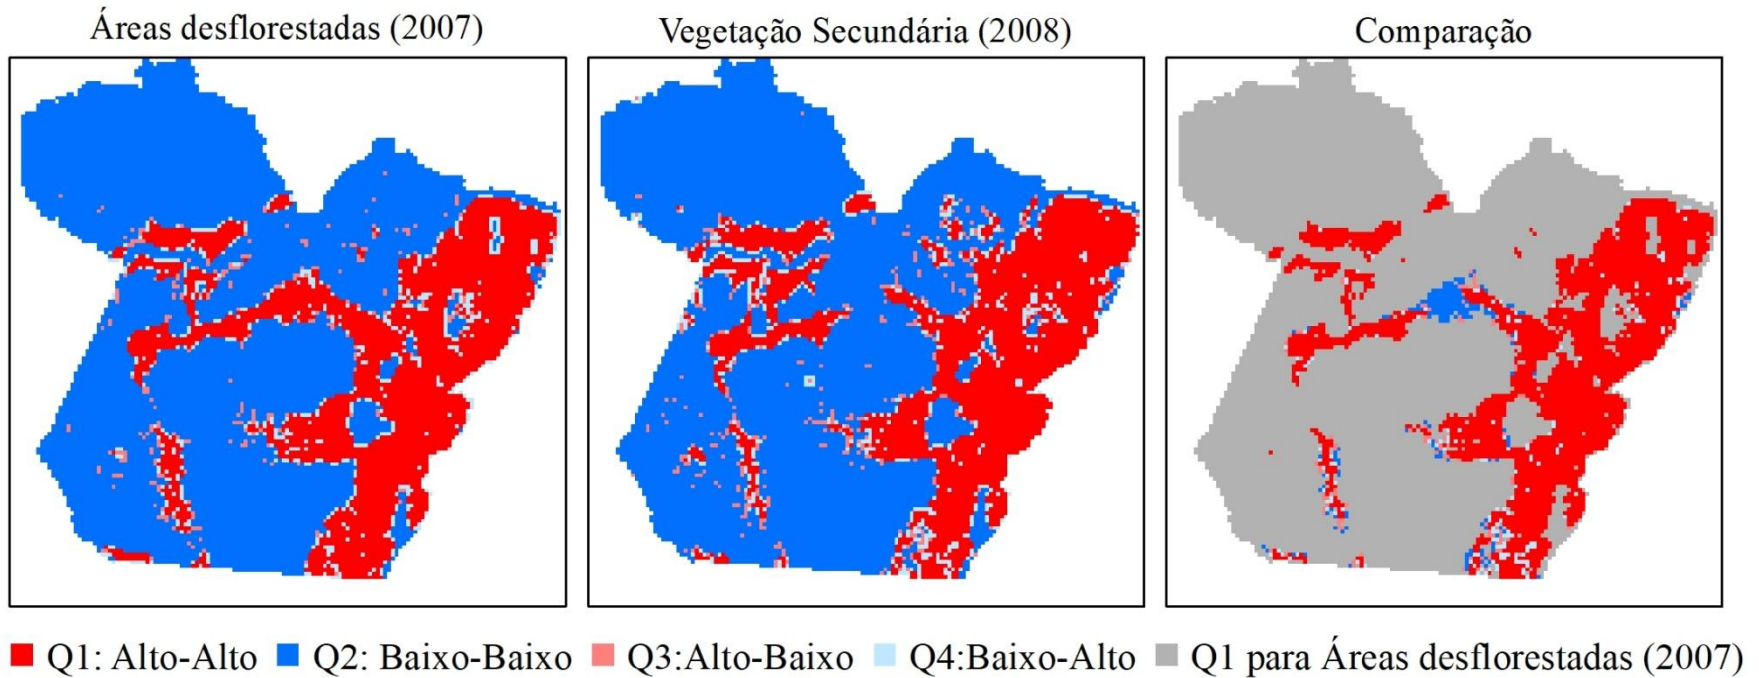 Áreas desflorestadas (2007)
Vegetação Secundária (2008)
Comparação
Q1: Alto-Alto Q2: Baixo-Baixo Q3:Alto-Baixo Q4:Baixo-Alto Q1 para Áreas desflorestadas (2007)